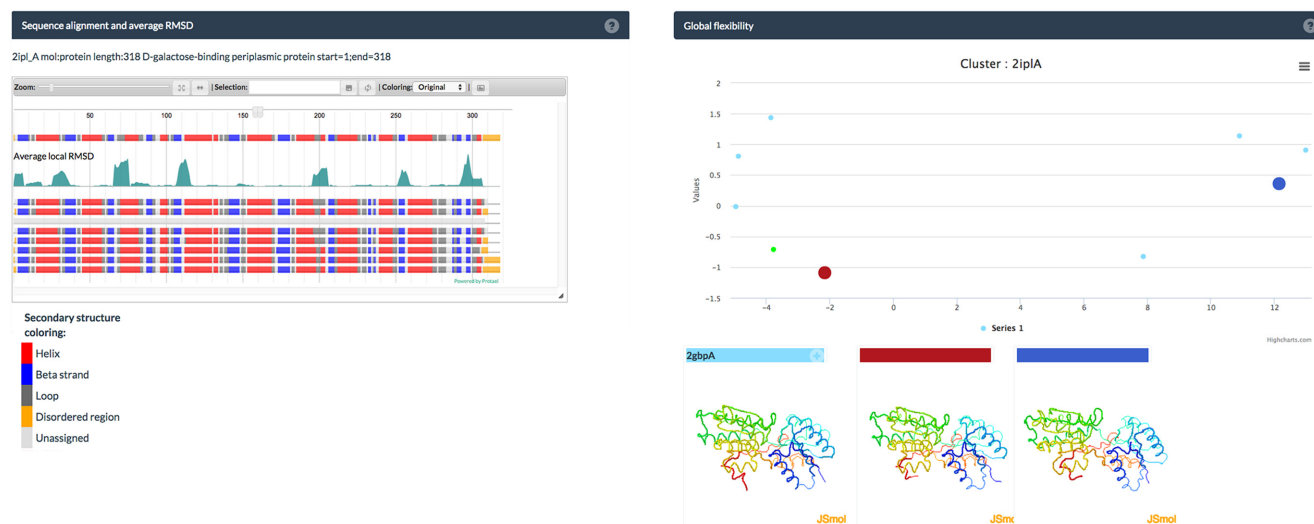 Sequence alignment and average RMSD
?
2ipl_A mol:protein length:318 D-galactose-binding periplasmic protein start=1;end=318
Zoom: | Selection: | Coloring: Original |
50 100 150 200 250 300
Average local RMSD
Powered by Protael
Secondary structure
coloring:
Helix
Beta strand
Loop
Disordered region
Unassigned
Global flexibility
?
Cluster : 2iplA
2
1.5
1
0.5
0
−0.5
−1
−1.5
Values
−4 −2 0 2 4 6 8 10 12
Series 1
Highcharts.com
2gbpA
JSmol
JSmo
JSmol